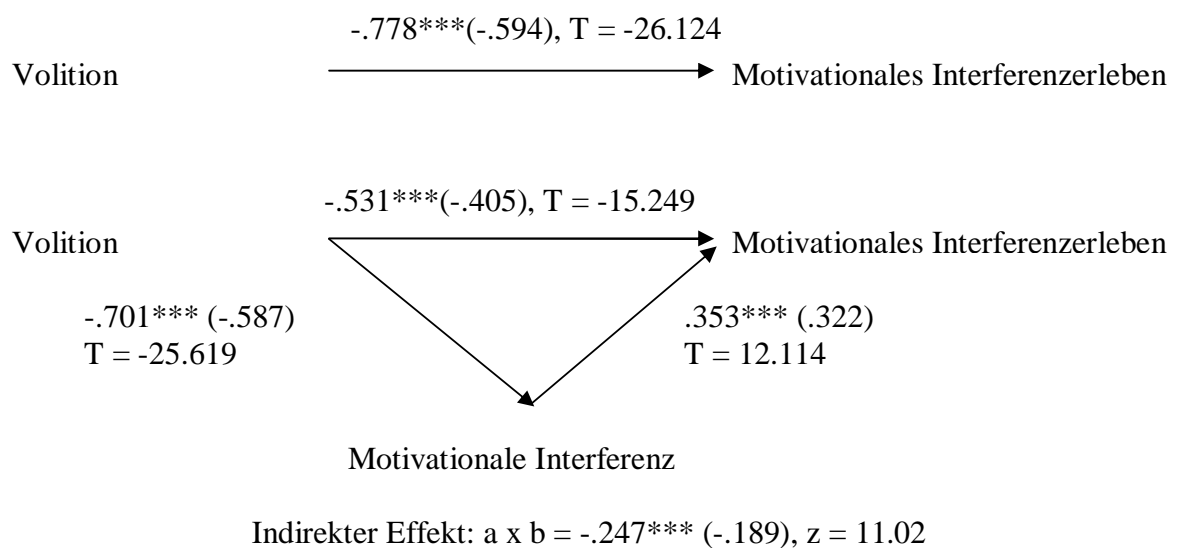 -.778***(-.594), T = -26.124
Volition Motivationales Interferenzerleben
-.531***(-.405), T = -15.249
Volition Motivationales Interferenzerleben
-.701*** (-.587) .353*** (.322)
T = -25.619 T = 12.114
Motivationale Interferenz
Indirekter Effekt: a x b = -.247*** (-.189), z = 11.02